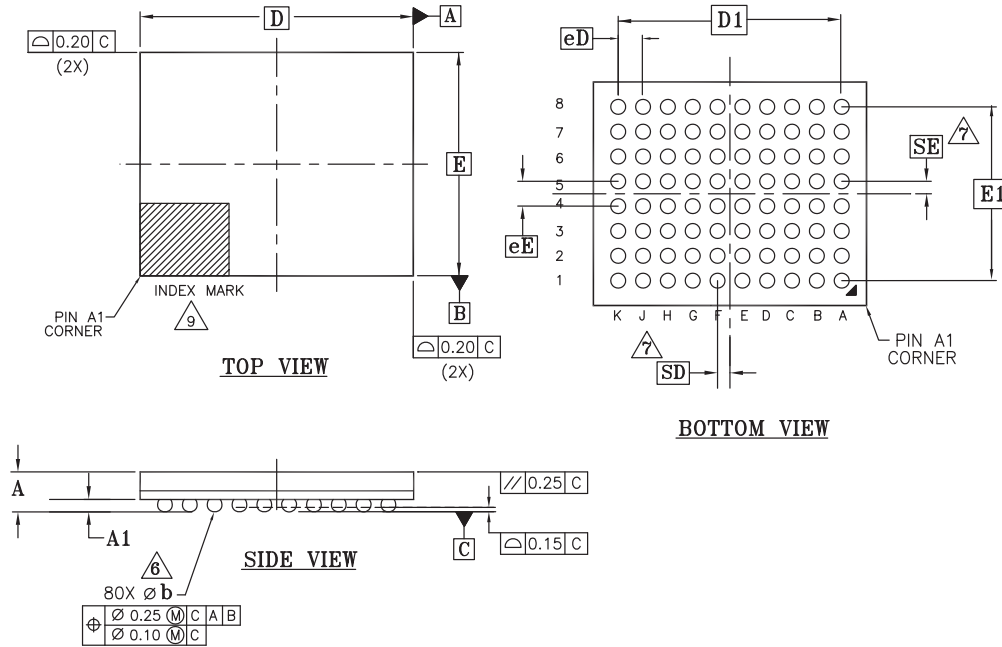 D
A
⌓ 0.20 C
(2X)
E
INDEX MARK
9
PIN A1
CORNER
B
⌓ 0.20 C
(2X)
TOP VIEW
D1
eD
8
7
6
5
4
3
2
1
7
SE
E1
eE
K J H G F E D C B A
7
SD
PIN A1
CORNER
BOTTOM VIEW
A
A1
// 0.25 C
C
⌓ 0.15 C
SIDE VIEW
6
80X Ø b
⌖ Ø 0.25 Ⓜ C A B
Ø 0.10 Ⓜ C